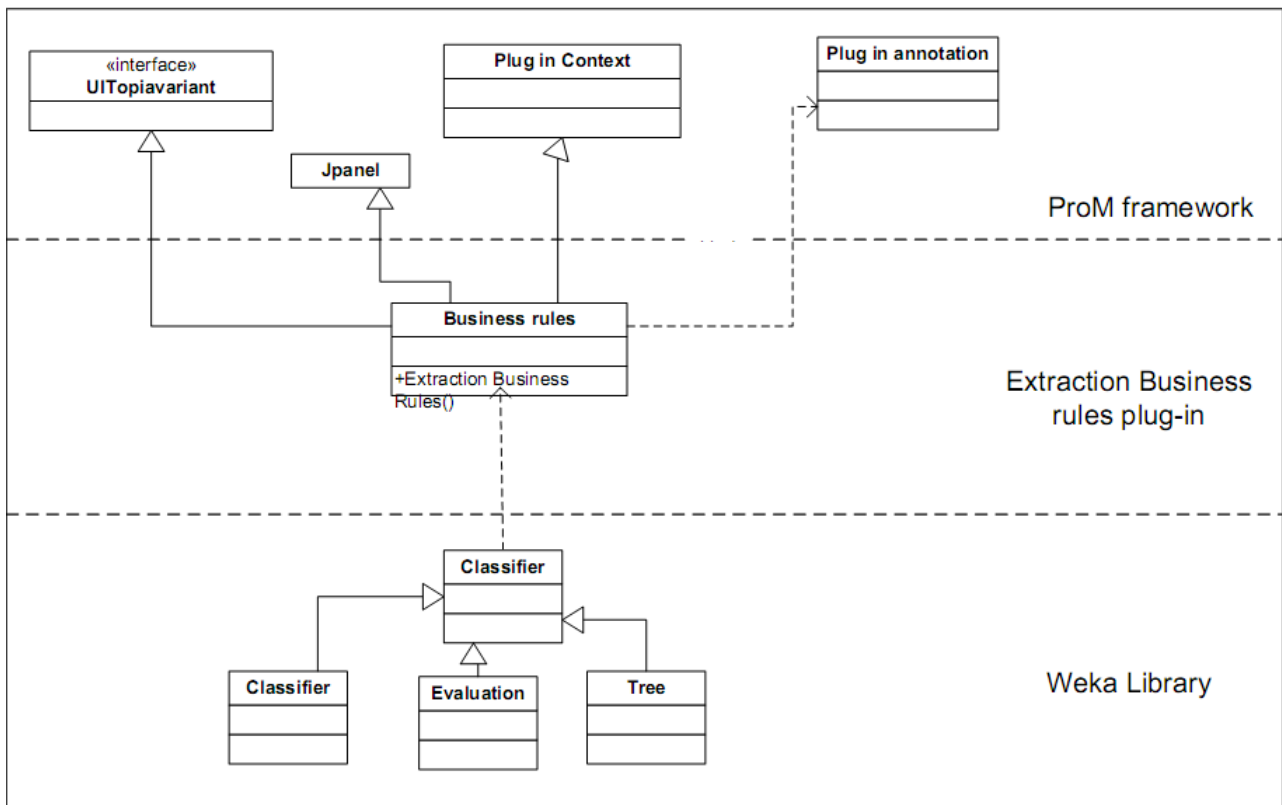 «interface»
UITopiavariant
Plug in Context
Plug in annotation
Jpanel
ProM framework
Business rules
+Extraction Business
Rules()
Extraction Business
rules plug-in
Classifier
Classifier
Evaluation
Tree
Weka Library